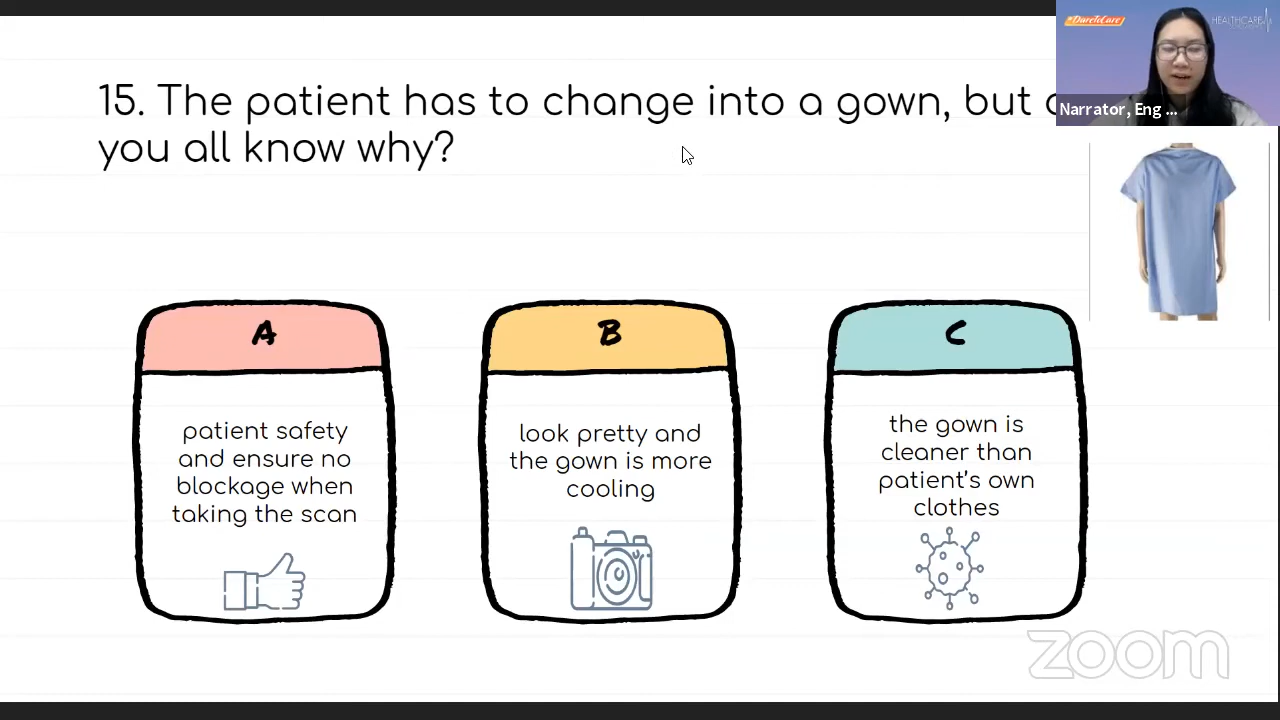 #DareToCare
HEALTHCARE
Narrator, Eng ...
15. The patient has to change into a gown, but
you all know why?
A
patient safety
and ensure no
blockage when
taking the scan
B
look pretty and
the gown is more
cooling
C
the gown is
cleaner than
patient's own
clothes
zoom